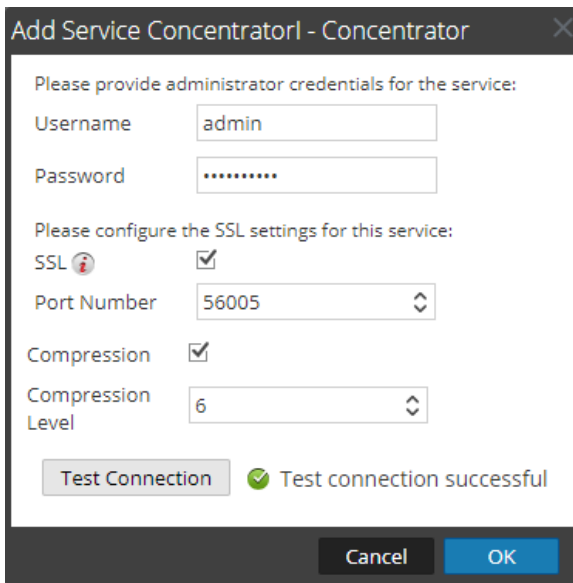 Add Service ConcentratorI - Concentrator
Please provide administrator credentials for the service:
Username admin
Password ••••••••••
Please configure the SSL settings for this service:
SSL i
Port Number 56005
Compression
Compression
Level 6
Test Connection Test connection successful
Cancel OK